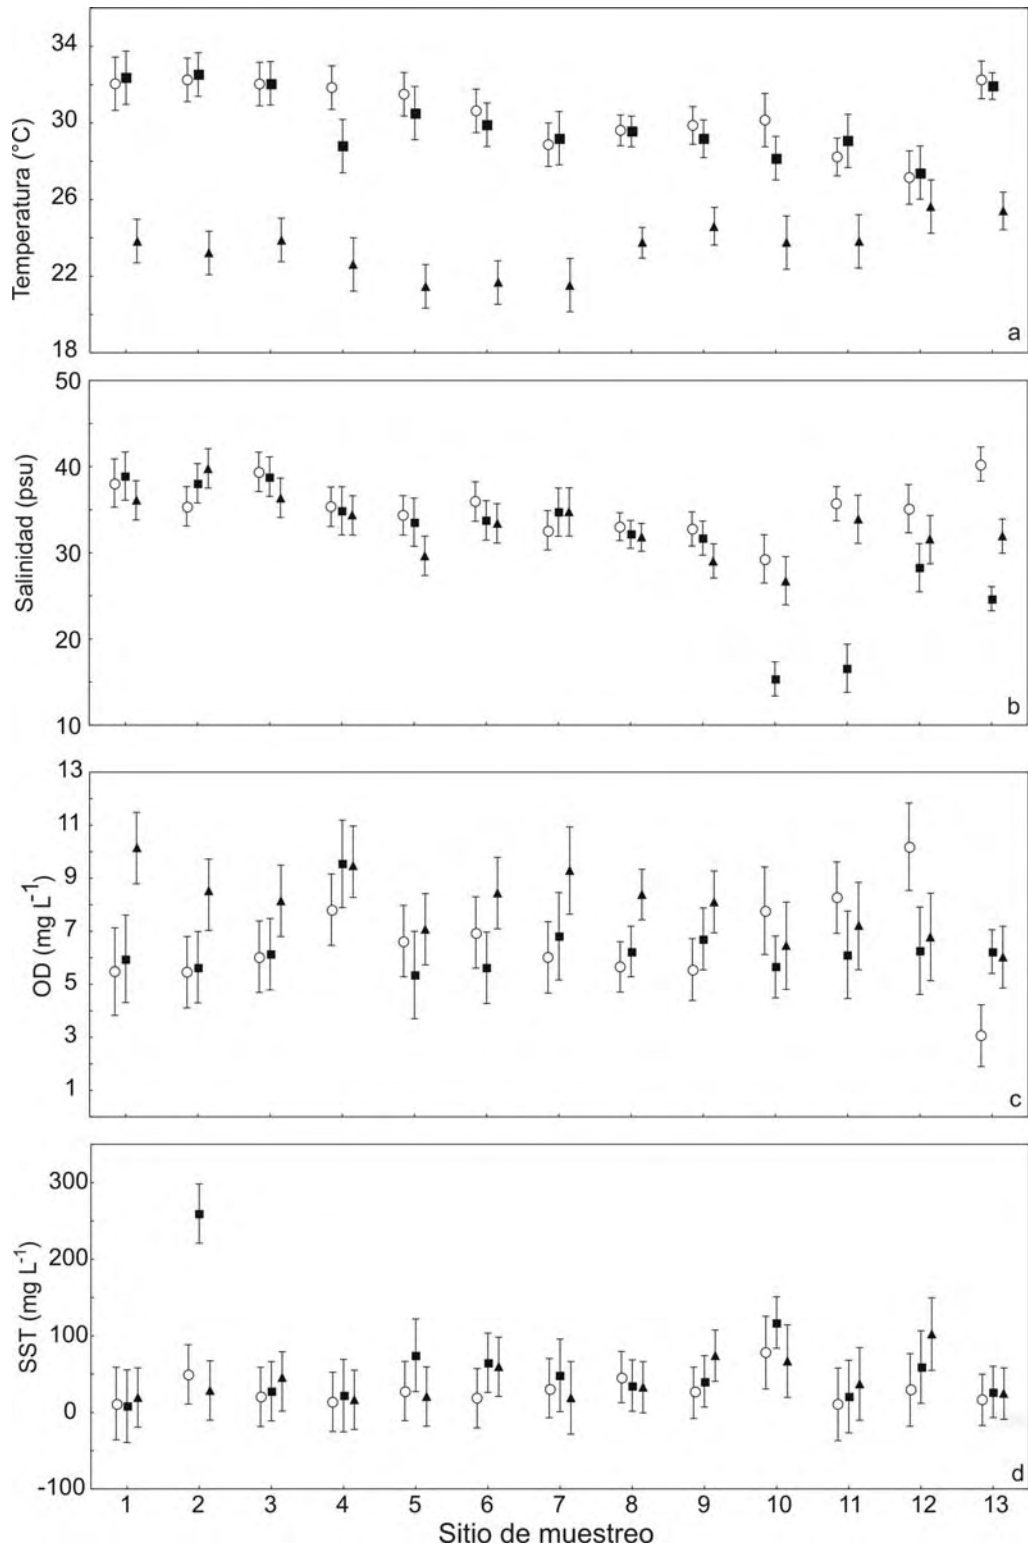 34
30
26
22
18
Temperatura (°C)
a
50
40
30
20
10
Salinidad (psu)
b
13
11
9
7
5
3
1
OD (mg L⁻¹)
c
300
200
100
0
-100
SST (mg L⁻¹)
d
1 2 3 4 5 6 7 8 9 10 11 12 13
Sitio de muestreo